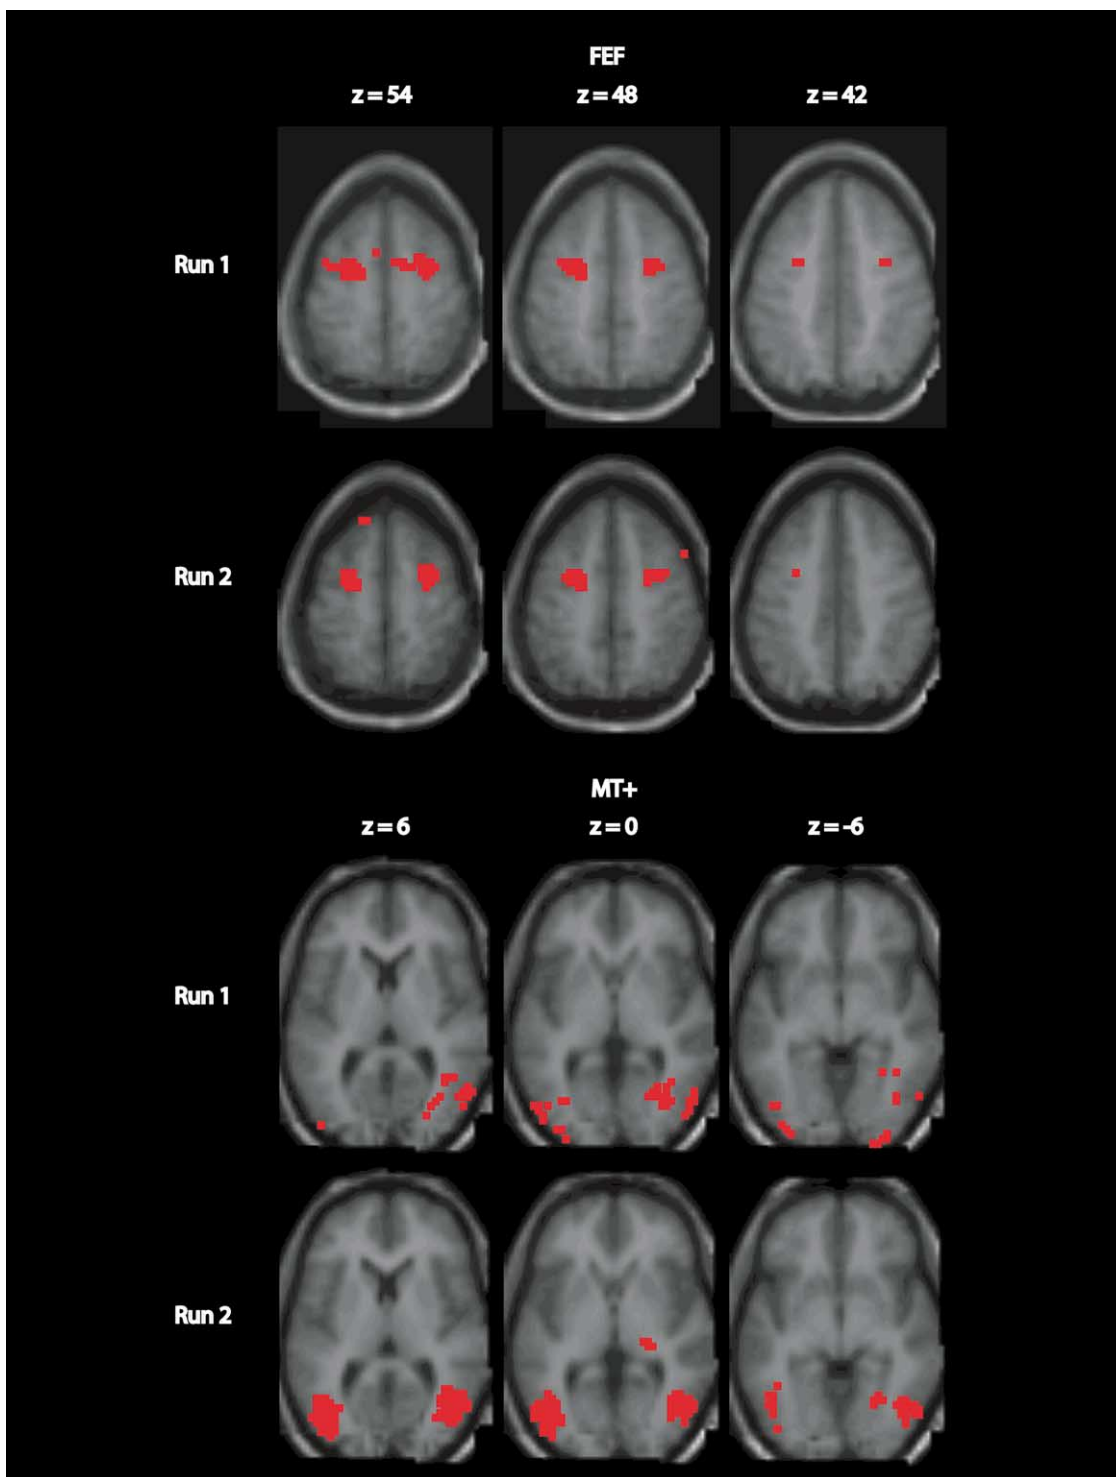 FEF
z = 54 z = 48 z = 42
Run 1
Run 2
MT+
z = 6 z = 0 z = -6
Run 1
Run 2